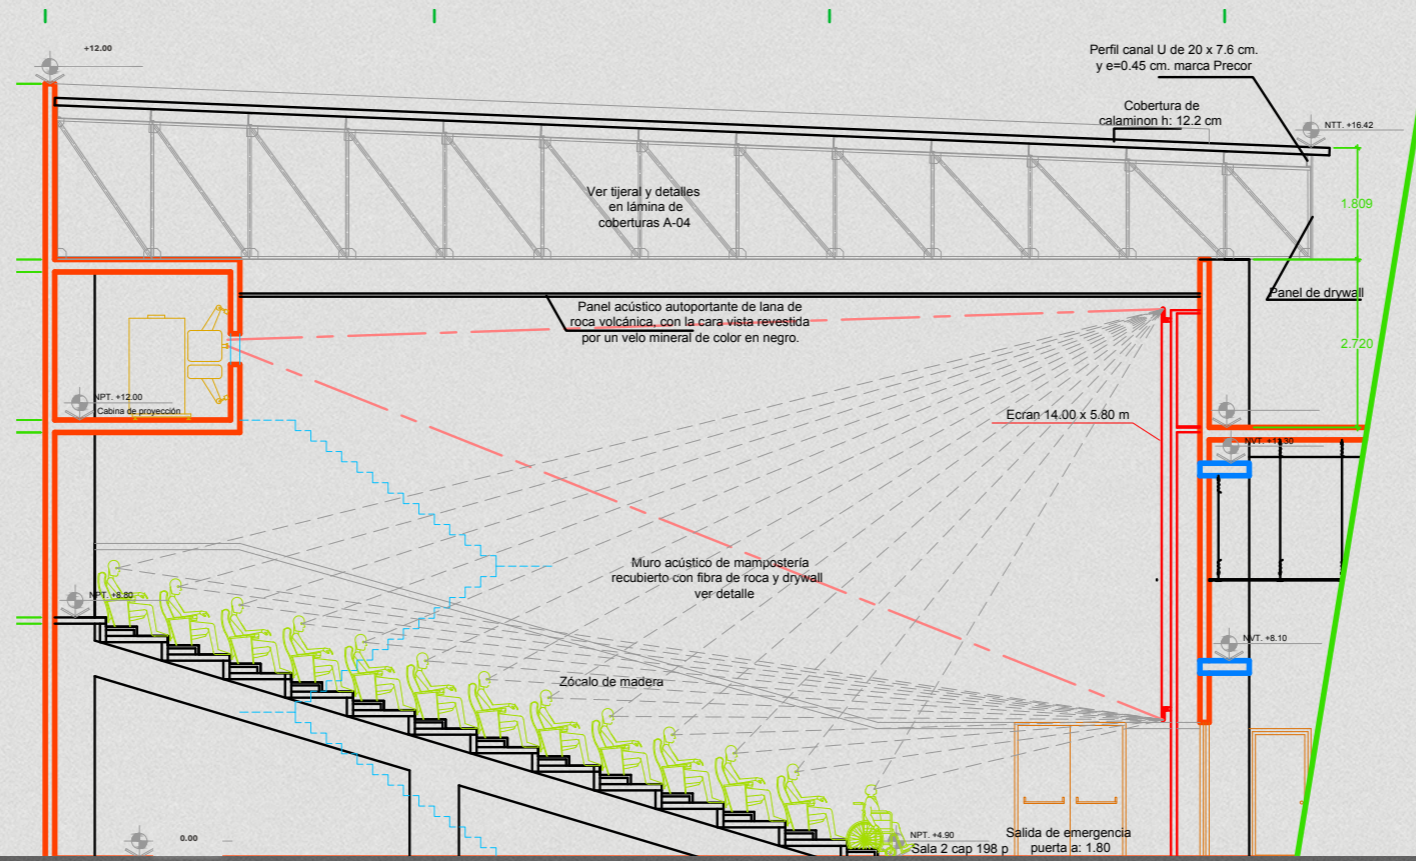 +12.00
Perfil canal U de 20 x 7.6 cm.
y e=0.45 cm. marca Precor
Cobertura de
calaminon h: 12.2 cm
NTT. +16.42
Ver tijeral y detalles
en lámina de
coberturas A-04
1.809
Panel de drywall
Panel acústico autoportante de lana de
roca volcánica, con la cara vista revestida
por un velo mineral de color en negro.
2.720
NPT. +12.00
Cabina de proyección
Ecran 14.00 x 5.80 m
NVT. +11.30
Muro acústico de mampostería
recubierto con fibra de roca y drywall
ver detalle
NPT. +8.80
NVT. +8.10
Zócalo de madera
0.00
NPT. +4.90
Sala 2 cap 198 p
Salida de emergencia
puerta a: 1.80